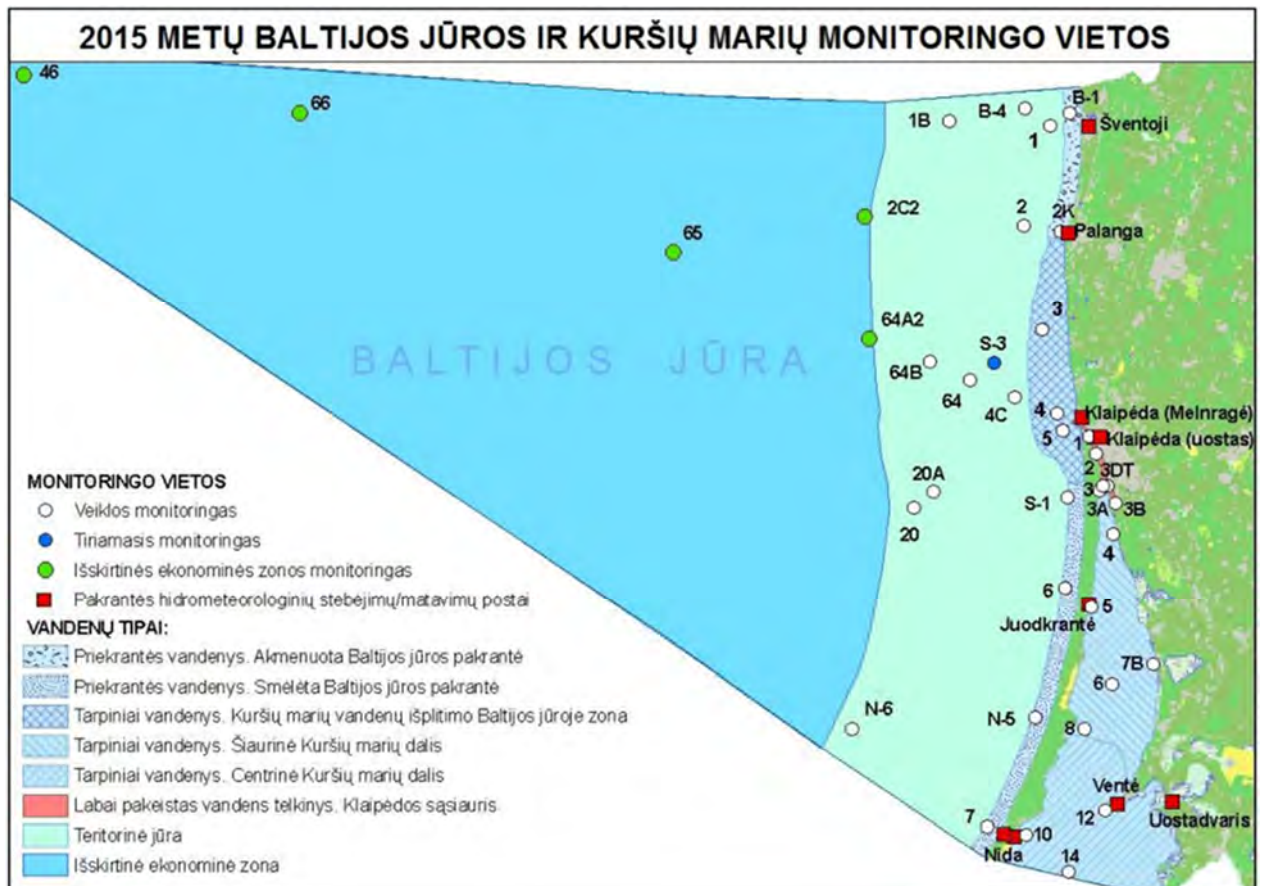 2015 METŲ BALTIJOS JŪROS IR KURŠIŲ MARIŲ MONITORINGO VIETOS
46
66
B-1
B-4
1B
Šventoji
1
2C2
2
2K
Palanga
65
3
64A2
S-3
BALTIJOS JŪRA
64B
64
4C
4
Klaipėda (Melnragė)
5
1
Klaipėda (uostas)
2
3DT
20A
3
S-1
3A
3B
20
4
MONITORINGO VIETOS
Veiklos monitoringas
Tiriamasis monitoringas
Išskirtinės ekonominės zonos monitoringas
Pakrantės hidrometeorologinių stebėjimų/matavimų postai
6
5
Juodkrantė
VANDENŲ TIPAI:
Priekrantės vandenys. Akmenuota Baltijos jūros pakrantė
Priekrantės vandenys. Smėlėta Baltijos jūros pakrantė
Tarpiniai vandenys. Kuršių marių vandenų išplitimo Baltijos jūroje zona
Tarpiniai vandenys. Šiaurinė Kuršių marių dalis
Tarpiniai vandenys. Centrinė Kuršių marių dalis
Labai pakeistas vandens telkinys. Klaipėdos sąsiauris
Teritorinė jūra
Išskirtinė ekonominė zona
7B
6
N-6
N-5
8
Ventė
12
Uostadvaris
7
10
Nida
14